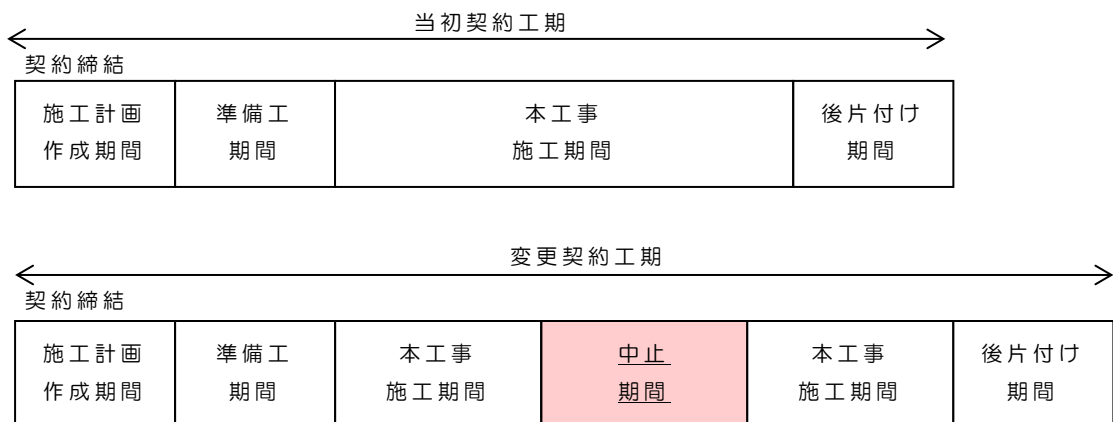 当初契約工期
契約締結
施工計画 準備工 本工事 後片付け
作成期間 期間 施工期間 期間
変更契約工期
契約締結
施工計画 準備工 本工事 中止 本工事 後片付け
作成期間 期間 施工期間 期間 施工期間 期間